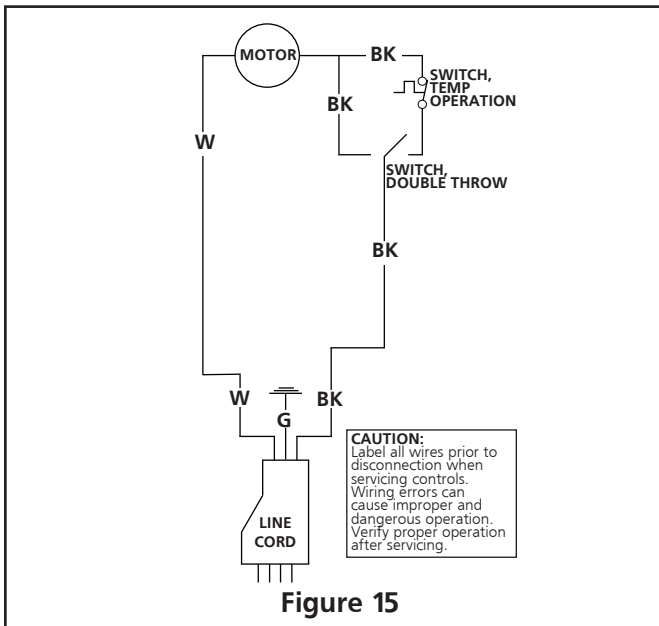 MOTOR
BK
SWITCH,
TEMP
OPERATION
BK
W
SWITCH,
DOUBLE THROW
BK
W
BK
G
CAUTION:
Label all wires prior to
disconnection when
servicing controls.
Wiring errors can
cause improper and
dangerous operation.
Verify proper operation
after servicing.
LINE
CORD
Figure 15